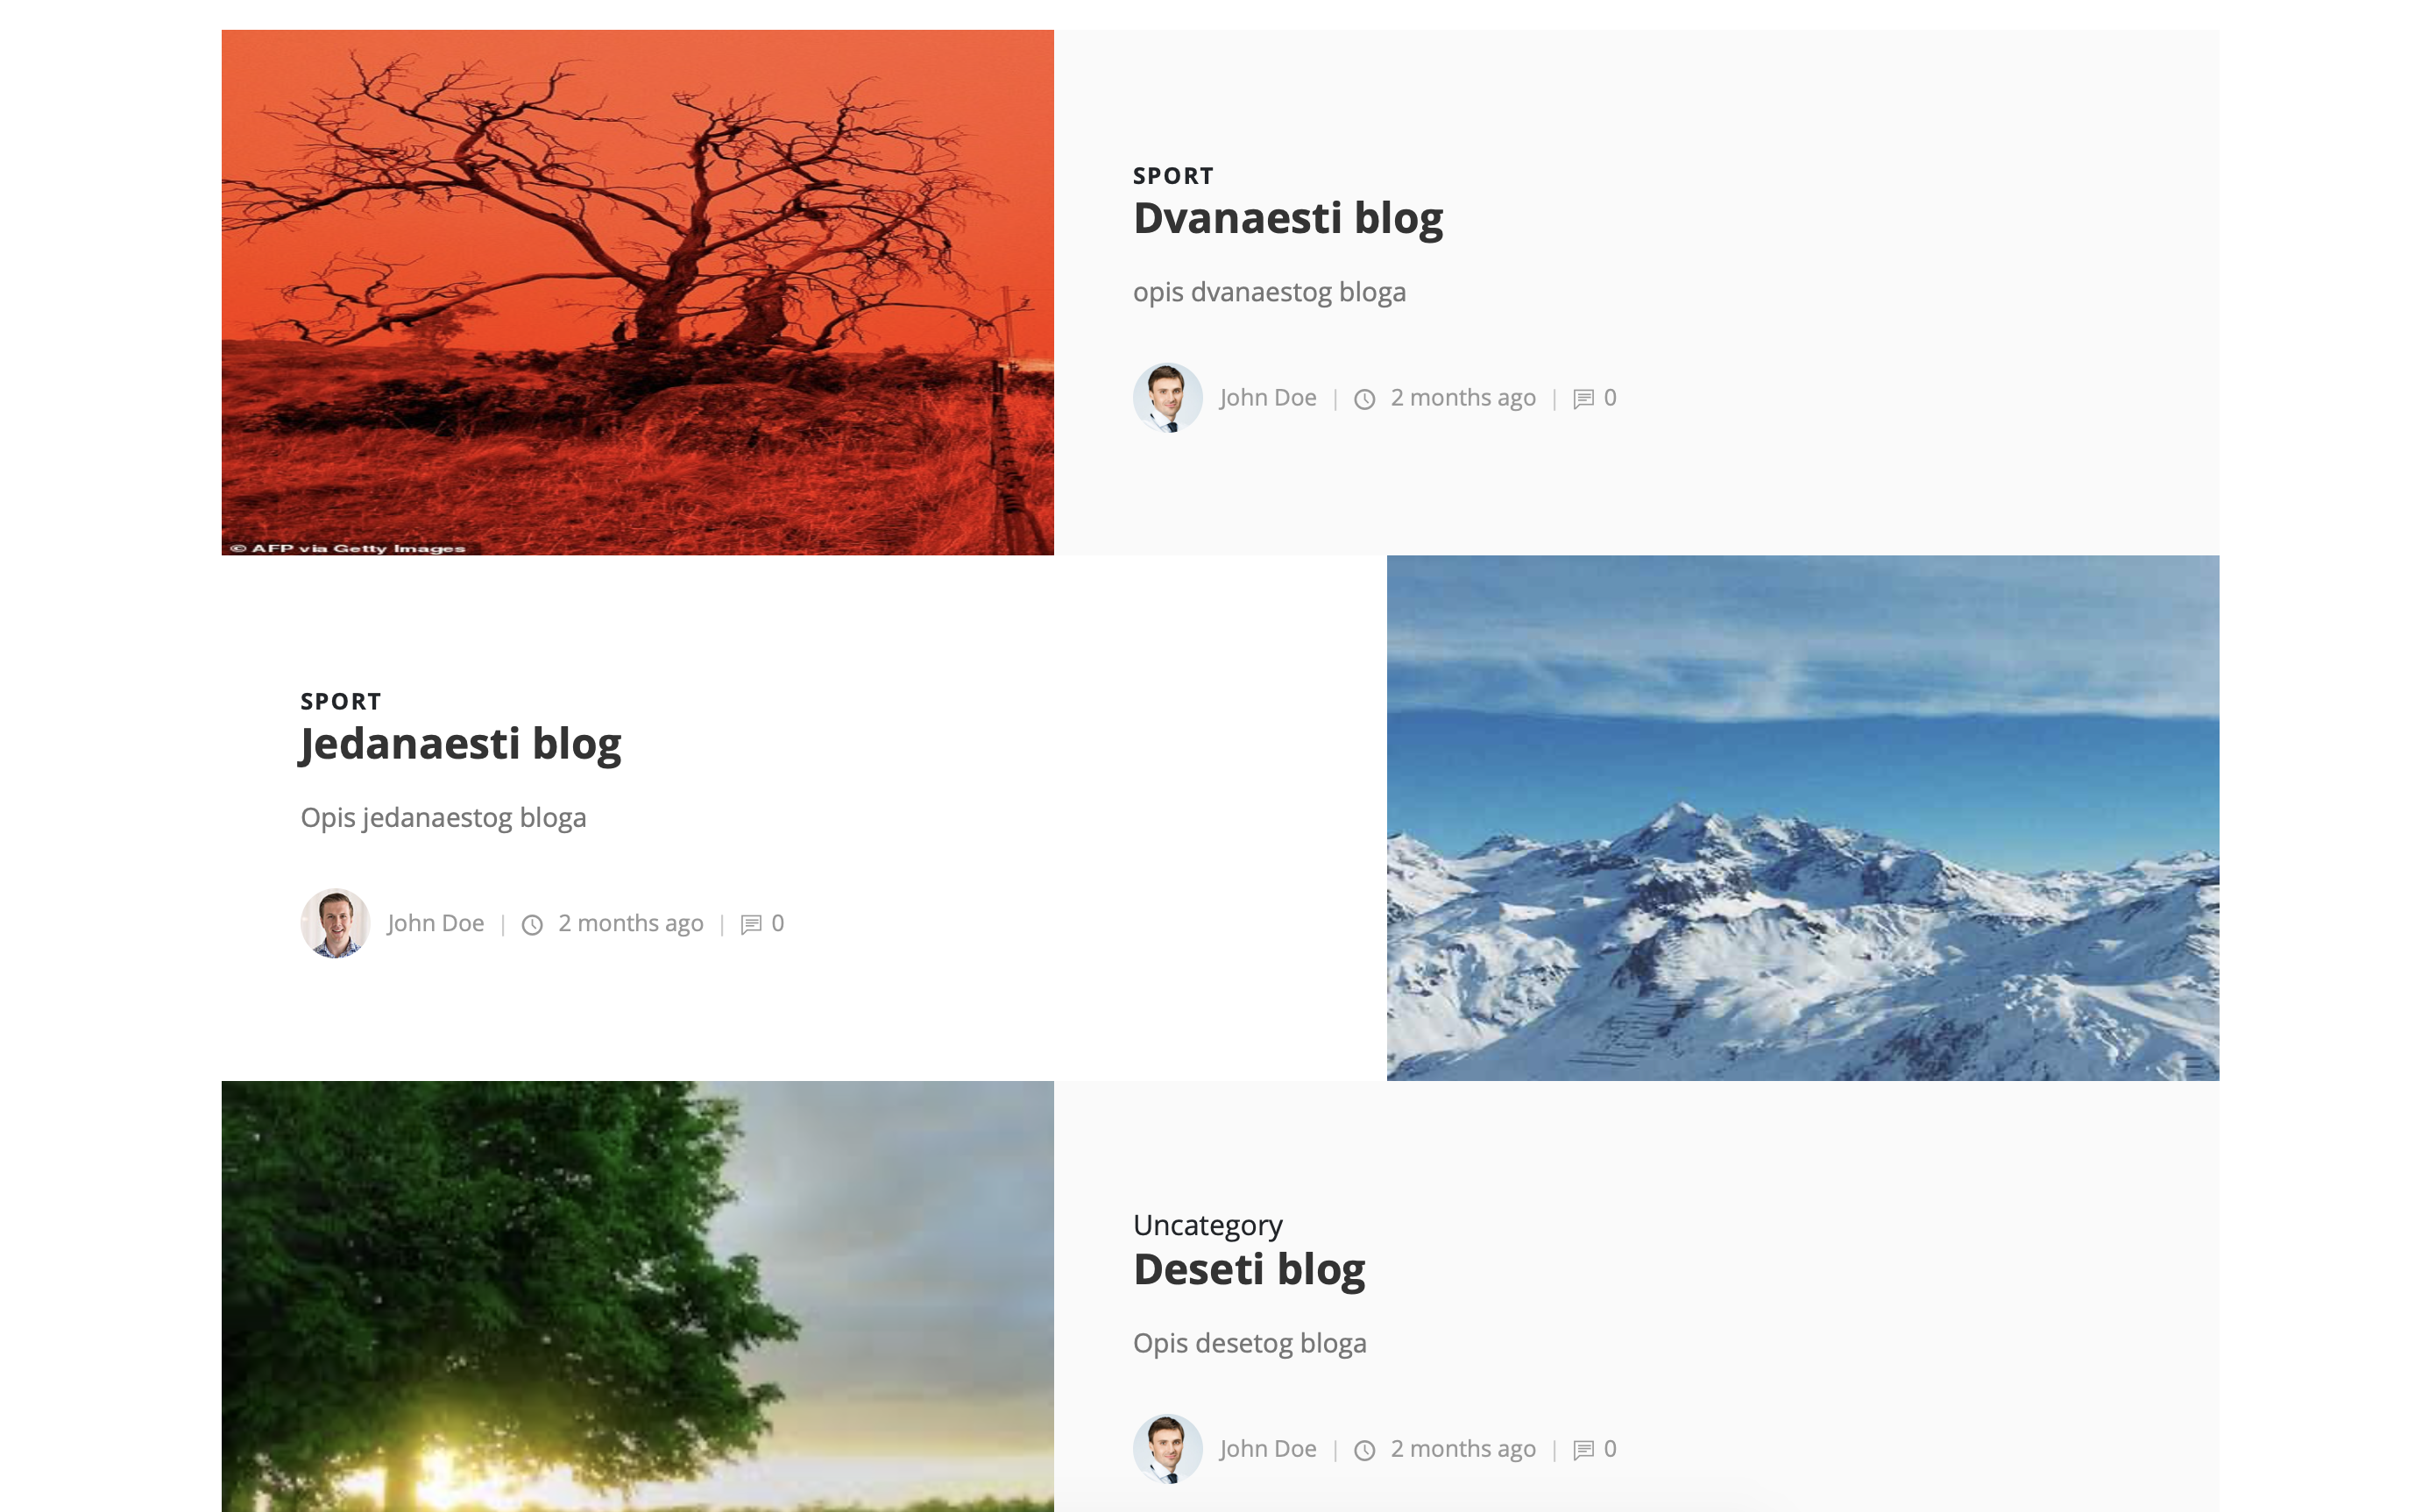 SPORT
Dvanaesti blog
opis dvanaestog bloga
John Doe | 2 months ago | 0
© AFP via Getty Images
SPORT
Jedanaesti blog
Opis jedanaestog bloga
John Doe | 2 months ago | 0
Uncategory
Deseti blog
Opis desetog bloga
John Doe | 2 months ago | 0